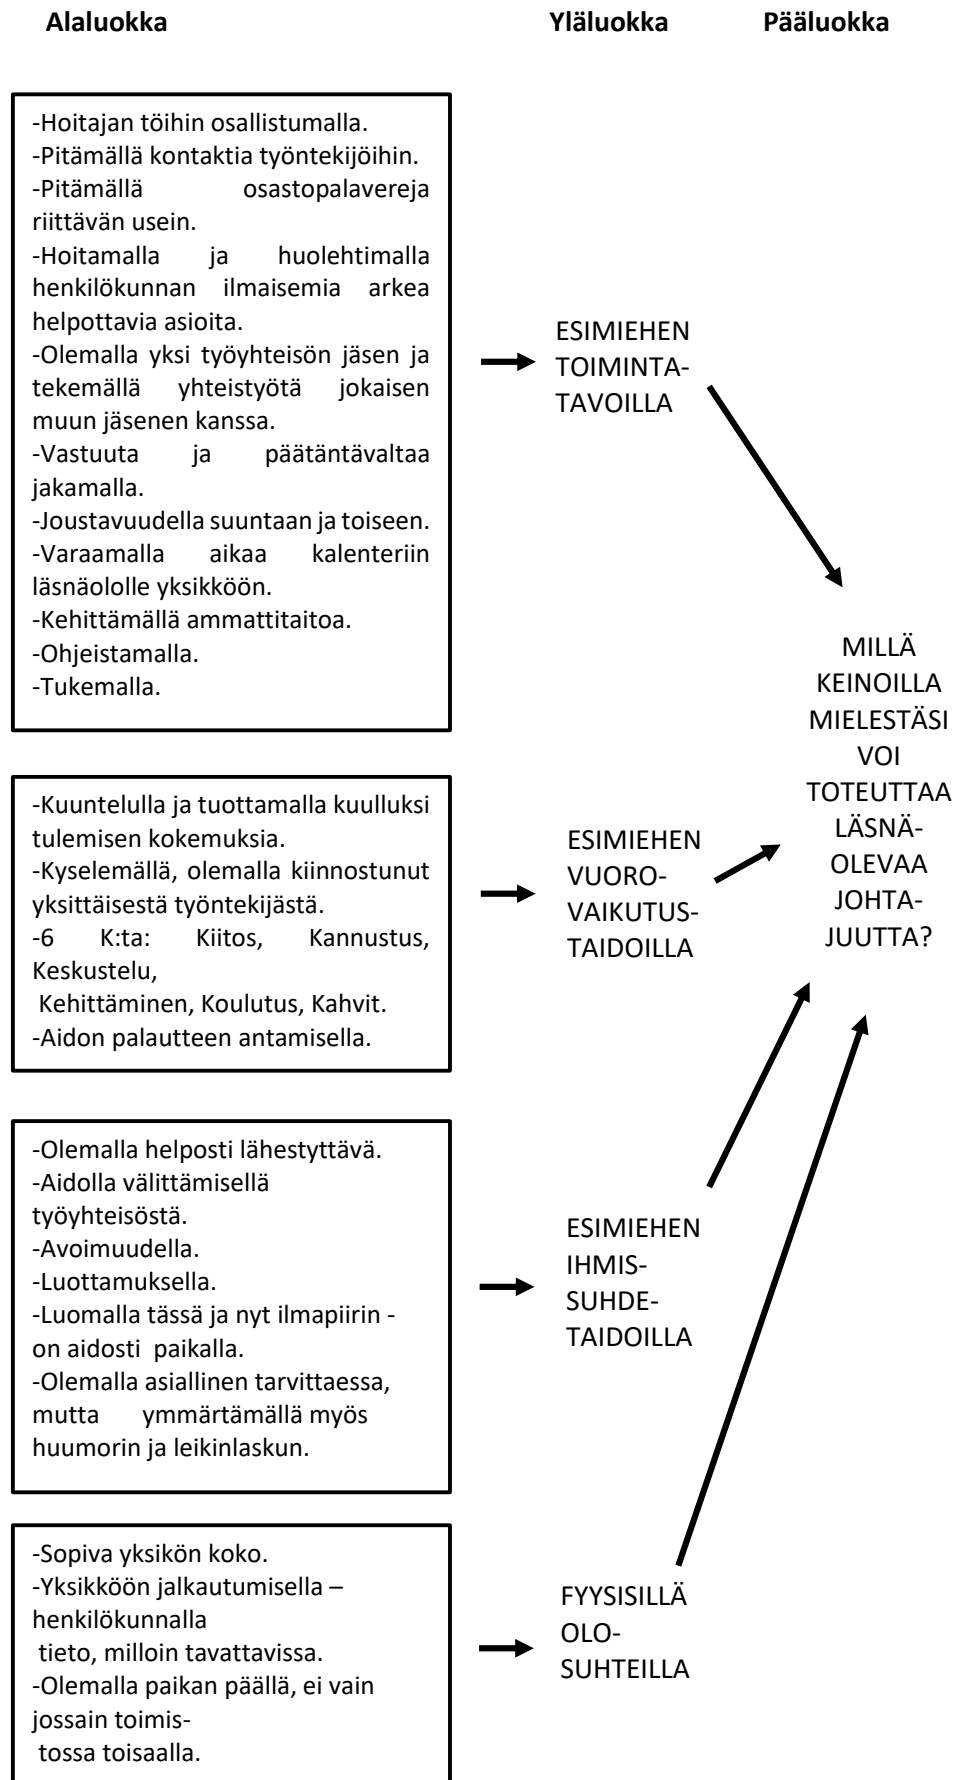 Alaluokka
Yläluokka
Pääluokka
-Hoitajan töihin osallistumalla.
-Pitämällä kontaktia työntekijöihin.
-Pitämällä osastopalavereja
riittävän usein.
-Hoitamalla ja huolehtimalla
henkilökunnan ilmaisemia arkea
helpottavia asioita.
-Olemalla yksi työyhteisön jäsen ja
tekemällä yhteistyötä jokaisen
muun jäsenen kanssa.
-Vastuuta ja päätäntävaltaa
jakamalla.
-Joustavuudella suuntaan ja toiseen.
-Varaamalla aikaa kalenteriin
läsnäololle yksikköön.
-Kehittämällä ammattitaitoa.
-Ohjeistamalla.
-Tukemalla.
ESIMIEHEN
TOIMINTA-
TAVOILLA
-Kuuntelulla ja tuottamalla kuulluksi
tulemisen kokemuksia.
-Kyselemällä, olemalla kiinnostunut
yksittäisestä työntekijästä.
-6 K:ta: Kiitos, Kannustus,
Keskustelu,
Kehittäminen, Koulutus, Kahvit.
-Aidon palautteen antamisella.
ESIMIEHEN
VUORO-
VAIKUTUS-
TAIDOILLA
-Olemalla helposti lähestyttävä.
-Aidolla välittämisellä
työyhteisöstä.
-Avoimuudella.
-Luottamuksella.
-Luomalla tässä ja nyt ilmapiirin -
on aidosti paikalla.
-Olemalla asiallinen tarvittaessa,
mutta ymmärtämällä myös
huumorin ja leikinlaskun.
ESIMIEHEN
IHMIS-
SUHDE-
TAIDOILLA
-Sopiva yksikön koko.
-Yksikköön jalkautumisella –
henkilökunnalla
tieto, milloin tavattavissa.
-Olemalla paikan päällä, ei vain
jossain toimis-
tossa toisaalla.
FYYSISILLÄ
OLO-
SUHTEILLA
MILLÄ
KEINOILLA
MIELESTÄSI
VOI
TOTEUTTAA
LÄSNÄ-
OLEVAA
JOHTA-
JUUTTA?